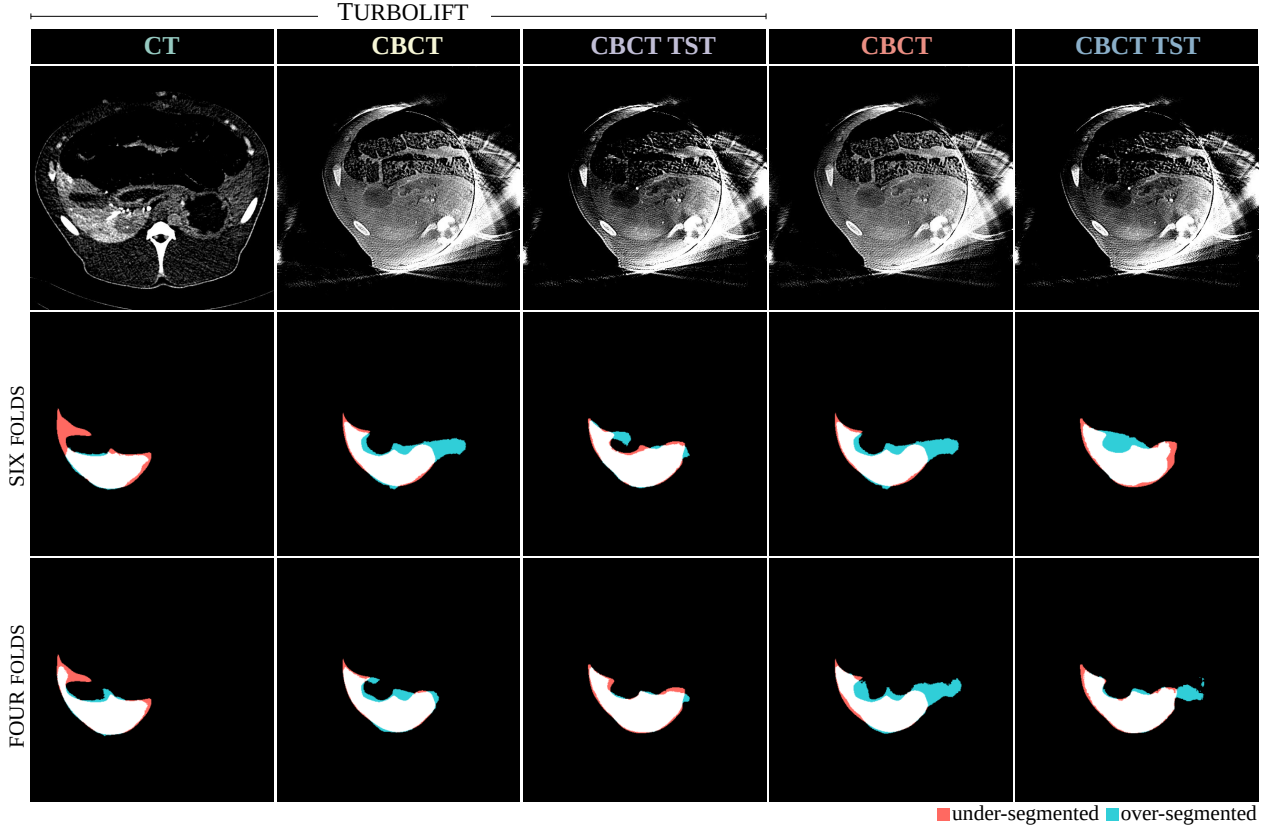 TURBOLIFT
CT
CBCT
CBCT TST
CBCT
CBCT TST
SIX FOLDS
FOUR FOLDS
under-segmented over-segmented